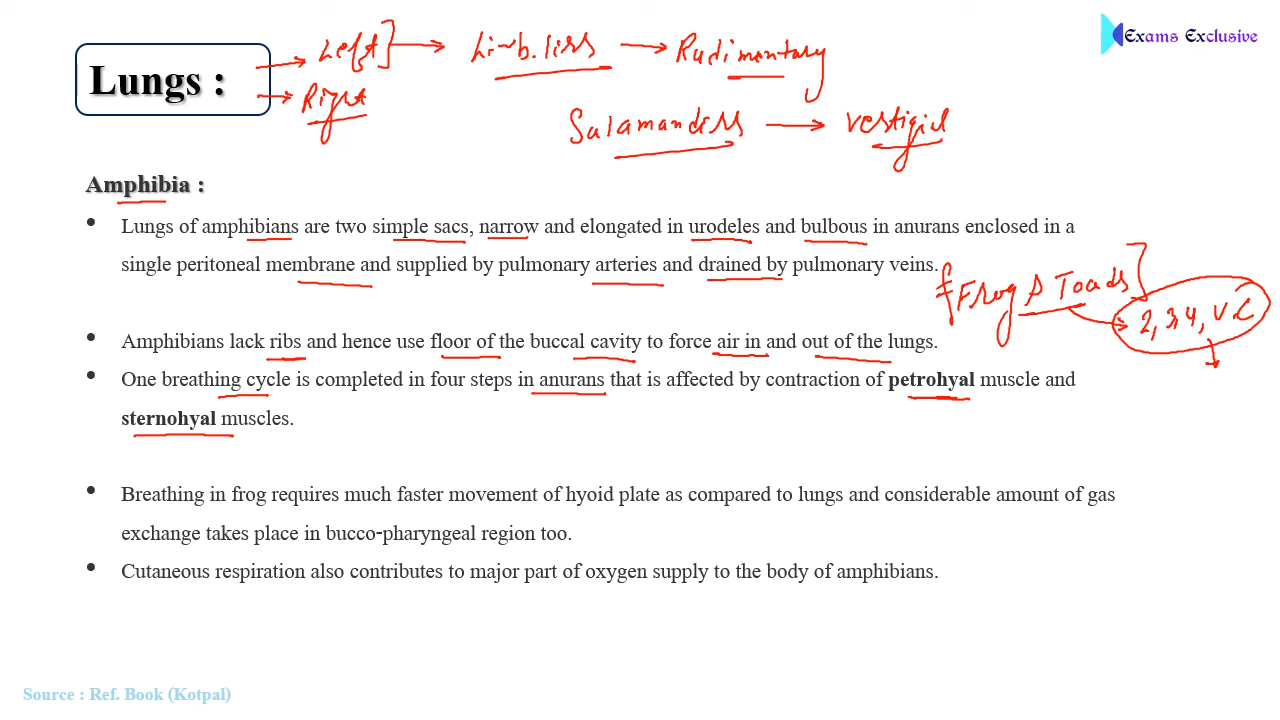 Exams Exclusive
Lungs :
Left
Right
Limbless → Rudimentary
Salamanders → vestigial
Amphibia :
• Lungs of amphibians are two simple sacs, narrow and elongated in urodeles and bulbous in anurans enclosed in a
single peritoneal membrane and supplied by pulmonary arteries and drained by pulmonary veins.
Frog & Toads
2, 3, 4, V.C
• Amphibians lack ribs and hence use floor of the buccal cavity to force air in and out of the lungs.
• One breathing cycle is completed in four steps in anurans that is affected by contraction of petrohyal muscle and
sternohyal muscles.
• Breathing in frog requires much faster movement of hyoid plate as compared to lungs and considerable amount of gas
exchange takes place in bucco-pharyngeal region too.
• Cutaneous respiration also contributes to major part of oxygen supply to the body of amphibians.
Source : Ref. Book (Kotpal)